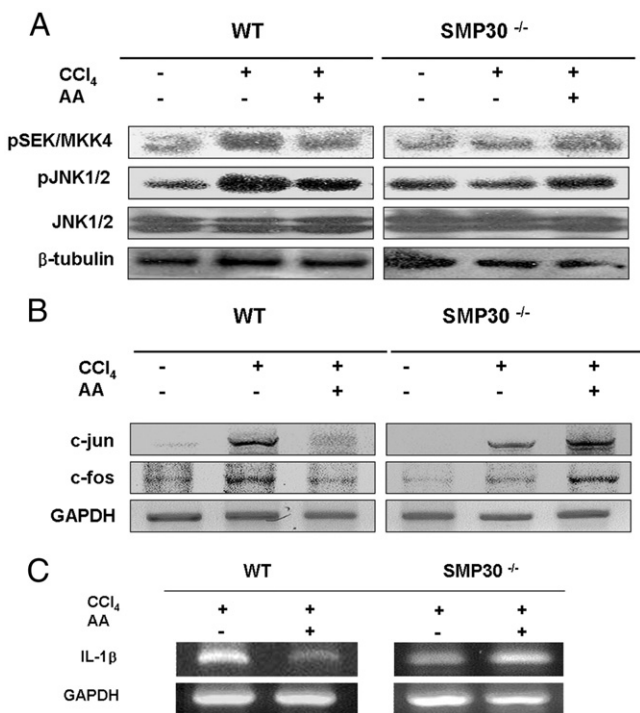 A
WT SMP30 -/-
CCl4 - + + - + +
AA - - + - - +
pSEK/MKK4
pJNK1/2
JNK1/2
β-tubulin
B
WT SMP30 -/-
CCl4 - + + - + +
AA - - + - - +
c-jun
c-fos
GAPDH
C
WT SMP30 -/-
CCl4 + + + +
AA - + - +
IL-1β
GAPDH